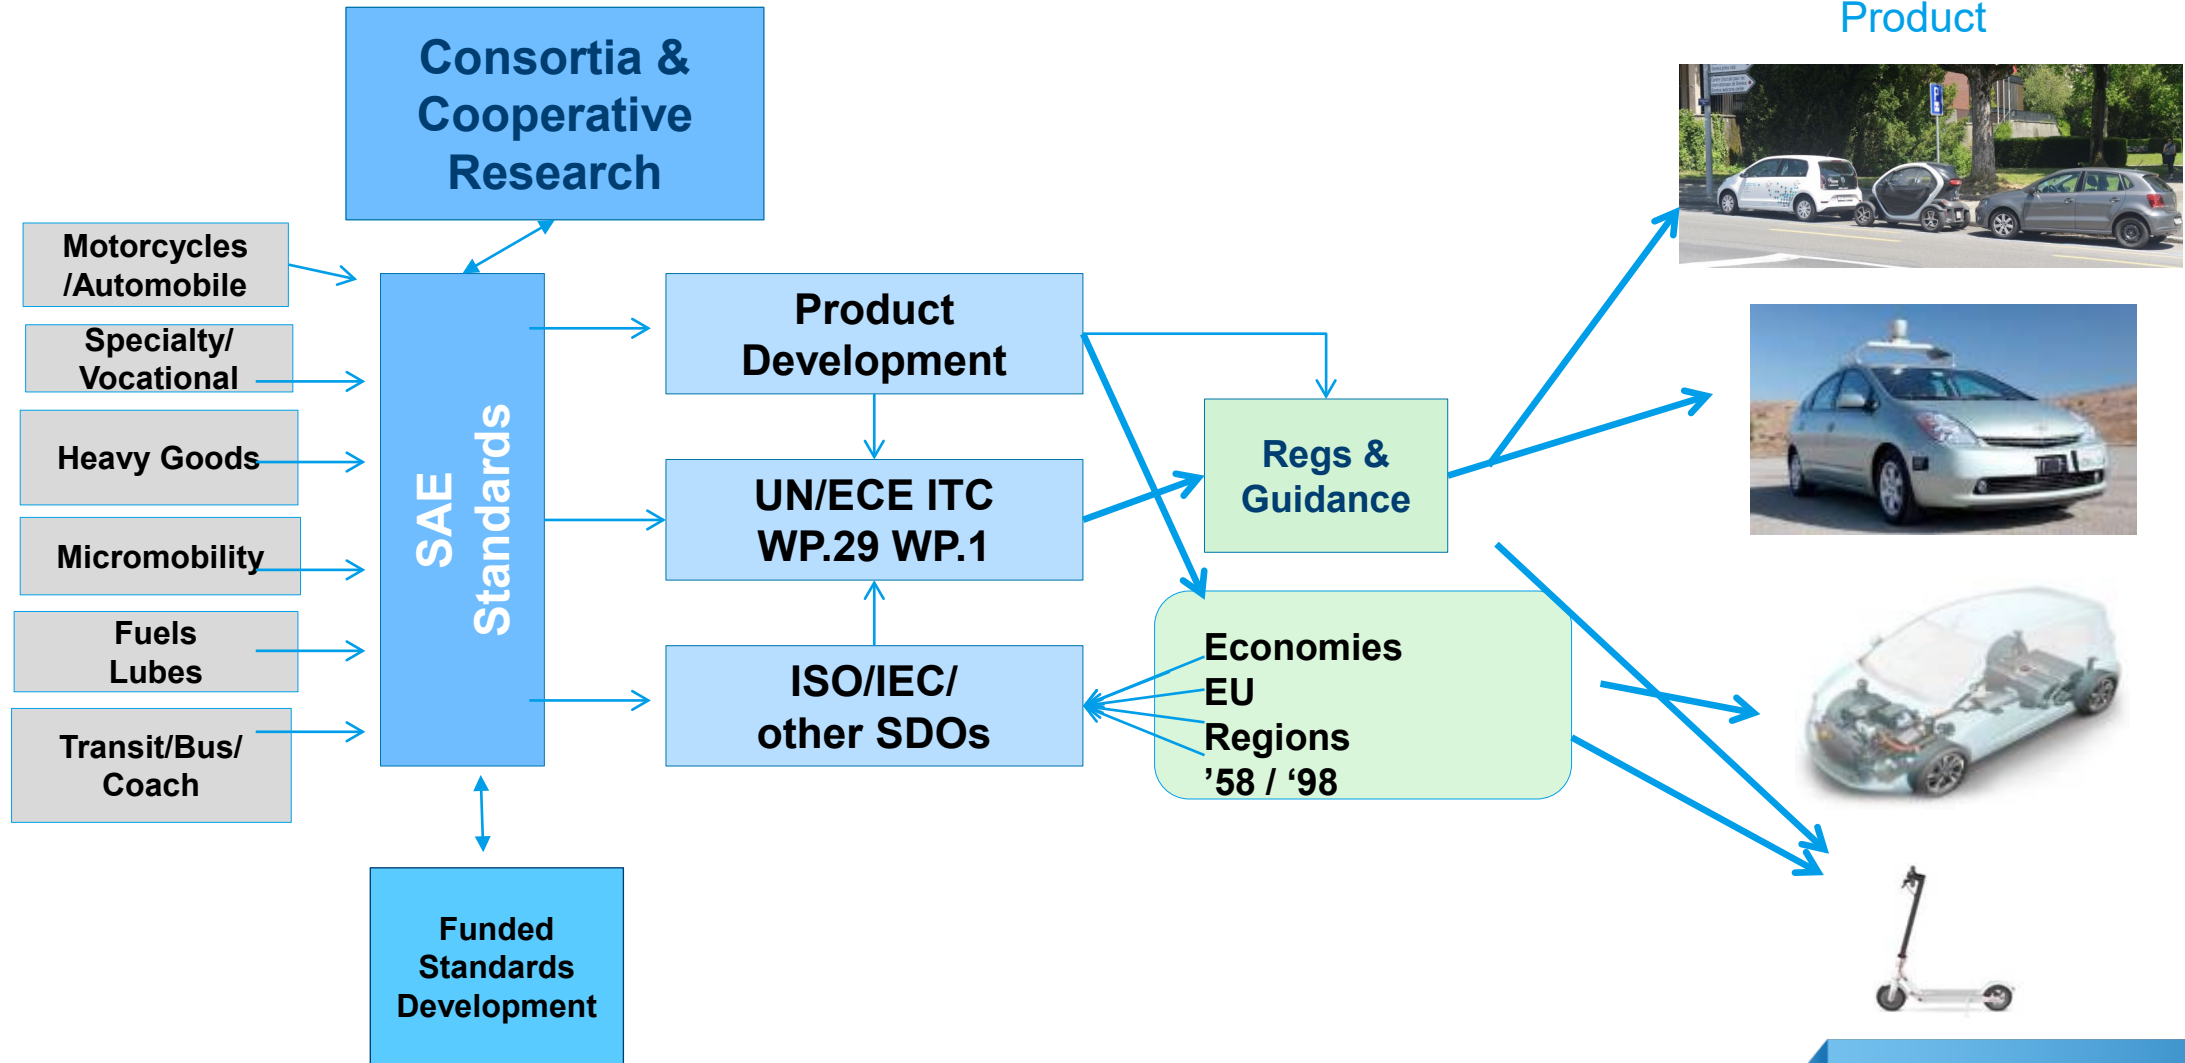 Product
Consortia &
Cooperative
Research
Motorcycles
/Automobile
Specialty/
Vocational
Heavy Goods
Micromobility
Fuels
Lubes
Transit/Bus/
Coach
SAE
Standards
Funded
Standards
Development
Product
Development
UN/ECE ITC
WP.29 WP.1
ISO/IEC/
other SDOs
Regs &
Guidance
Economies
EU
Regions
’58 / ‘98
P